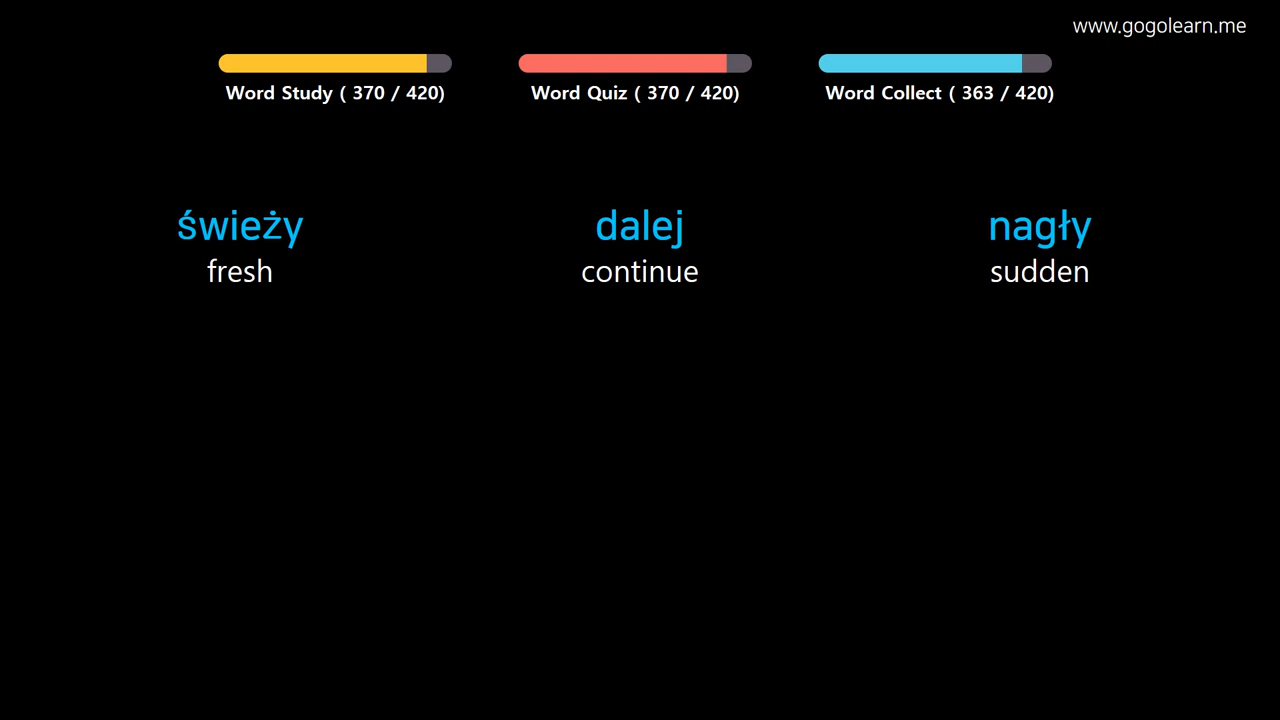 www.gogolearn.me
Word Study ( 370 / 420)
Word Quiz ( 370 / 420)
Word Collect ( 363 / 420)
świeży
fresh
dalej
continue
nagły
sudden